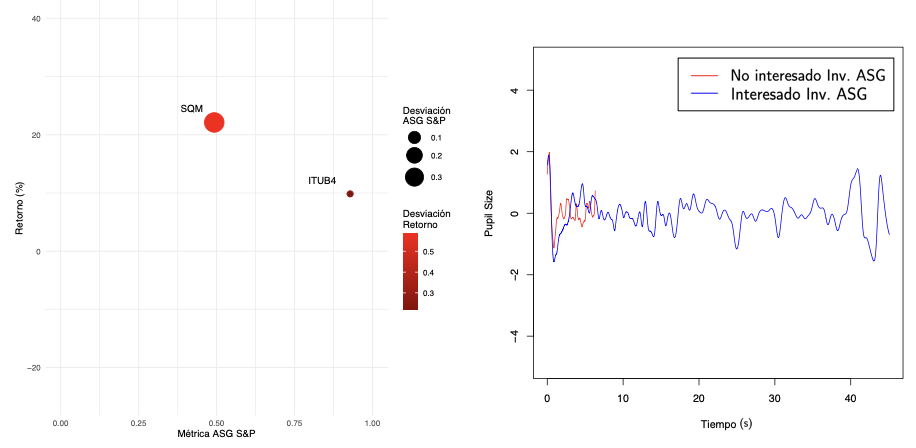 40
20
0
−20
Retorno (%)
SQM
ITUB4
0.00
0.25
0.50
0.75
1.00
Métrica ASG S&P
Desviación
ASG S&P
0.1
0.2
0.3
Desviación
Retorno
0.5
0.4
0.3
No interesado Inv. ASG
Interesado Inv. ASG
4
2
0
−2
−4
Pupil Size
0
10
20
30
40
Tiempo (s)